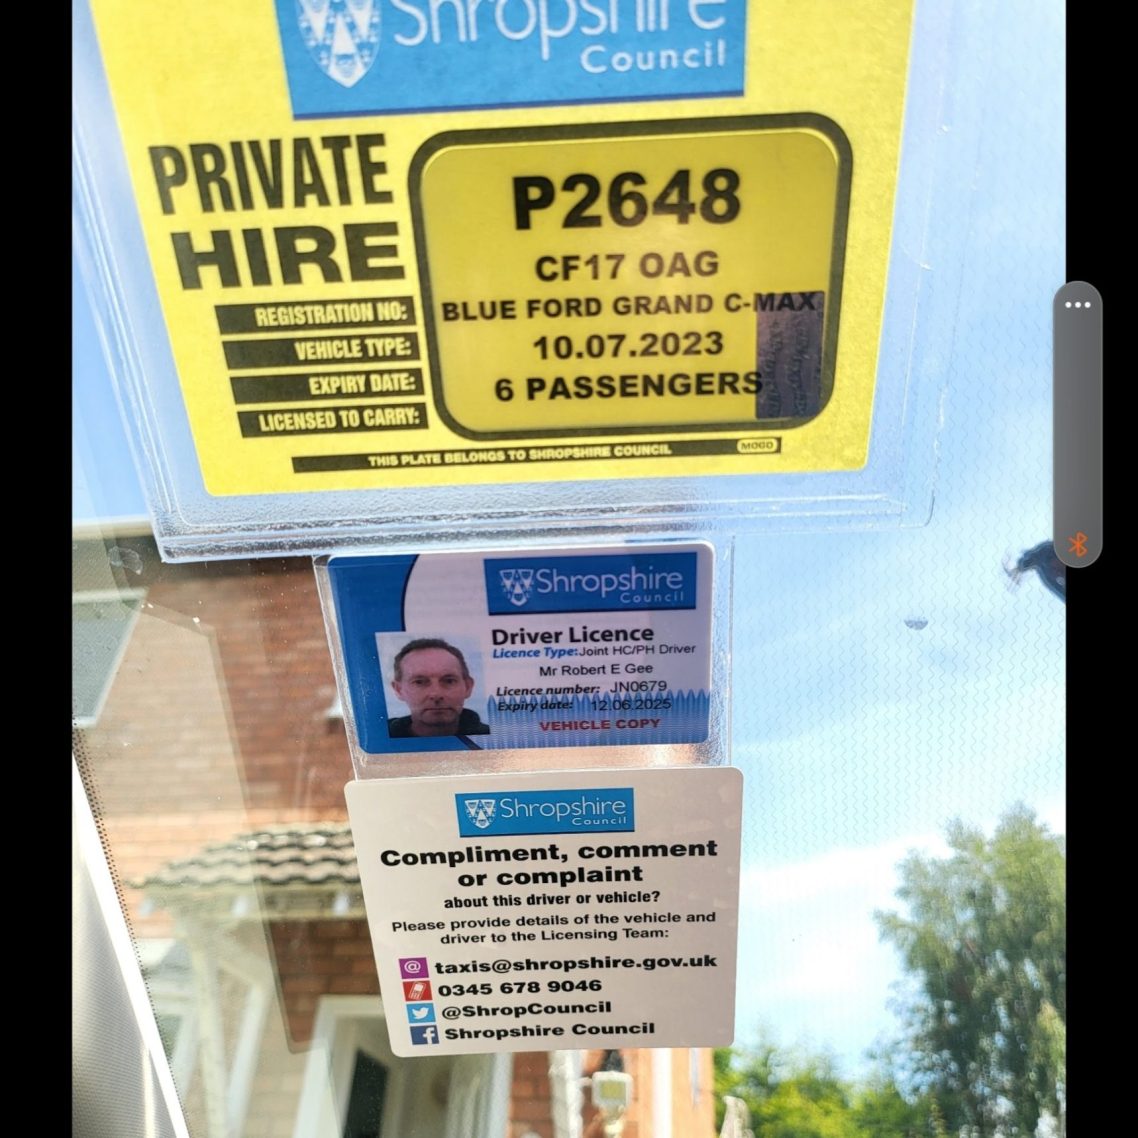 Shropshire
Council
PRIVATE
HIRE
P2648
REGISTRATION NO: CF17 OAG
VEHICLE TYPE: BLUE FORD GRAND C-MAX
EXPIRY DATE: 10.07.2023
LICENSED TO CARRY: 6 PASSENGERS
THIS PLATE BELONGS TO SHROPSHIRE COUNCIL
MOGO
Shropshire
Council
Driver Licence
Licence Type: Joint HC/PH Driver
Mr Robert E Gee
Licence number: JN0679
Expiry date: 12.06.2025
VEHICLE COPY
Shropshire
Council
Compliment, comment
or complaint
about this driver or vehicle?
Please provide details of the vehicle and
driver to the Licensing Team:
@ taxis@shropshire.gov.uk
0345 678 9046
@ShropCouncil
f Shropshire Council